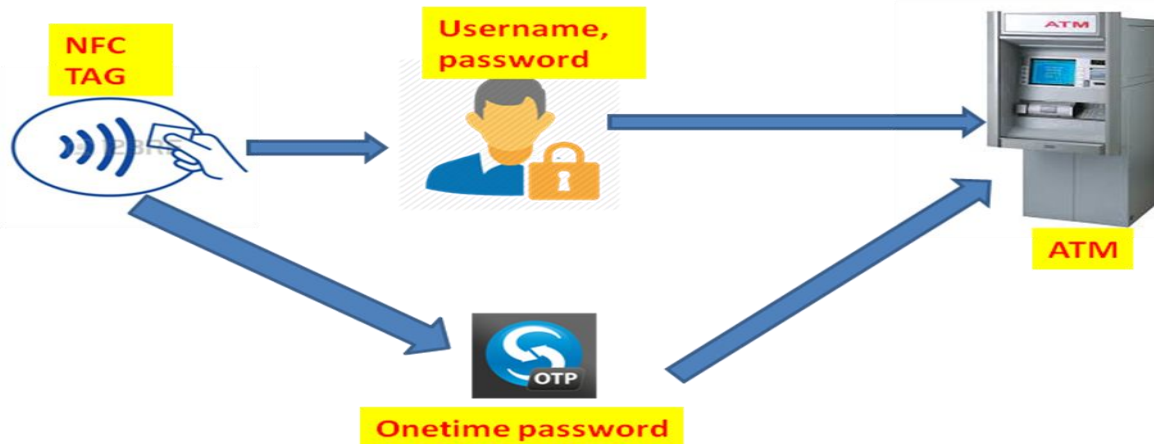 NFC
TAG
Username,
password
ATM
ATM
OTP
Onetime password